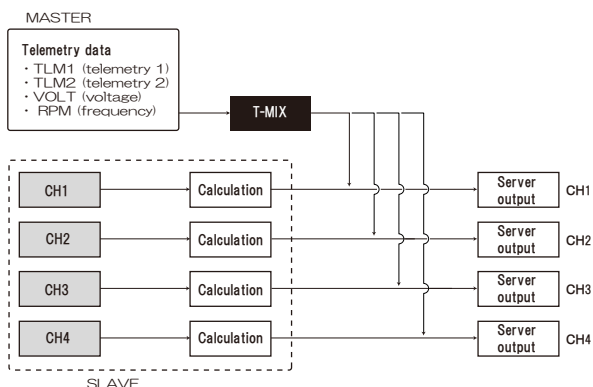 MASTER
Telemetry data
・TLM1 (telemetry 1)
・TLM2 (telemetry 2)
・VOLT (voltage)
・ RPM (frequency)
T-MIX
CH1 Calculation Server output CH1
CH2 Calculation Server output CH2
CH3 Calculation Server output CH3
CH4 Calculation Server output CH4
SLAVE